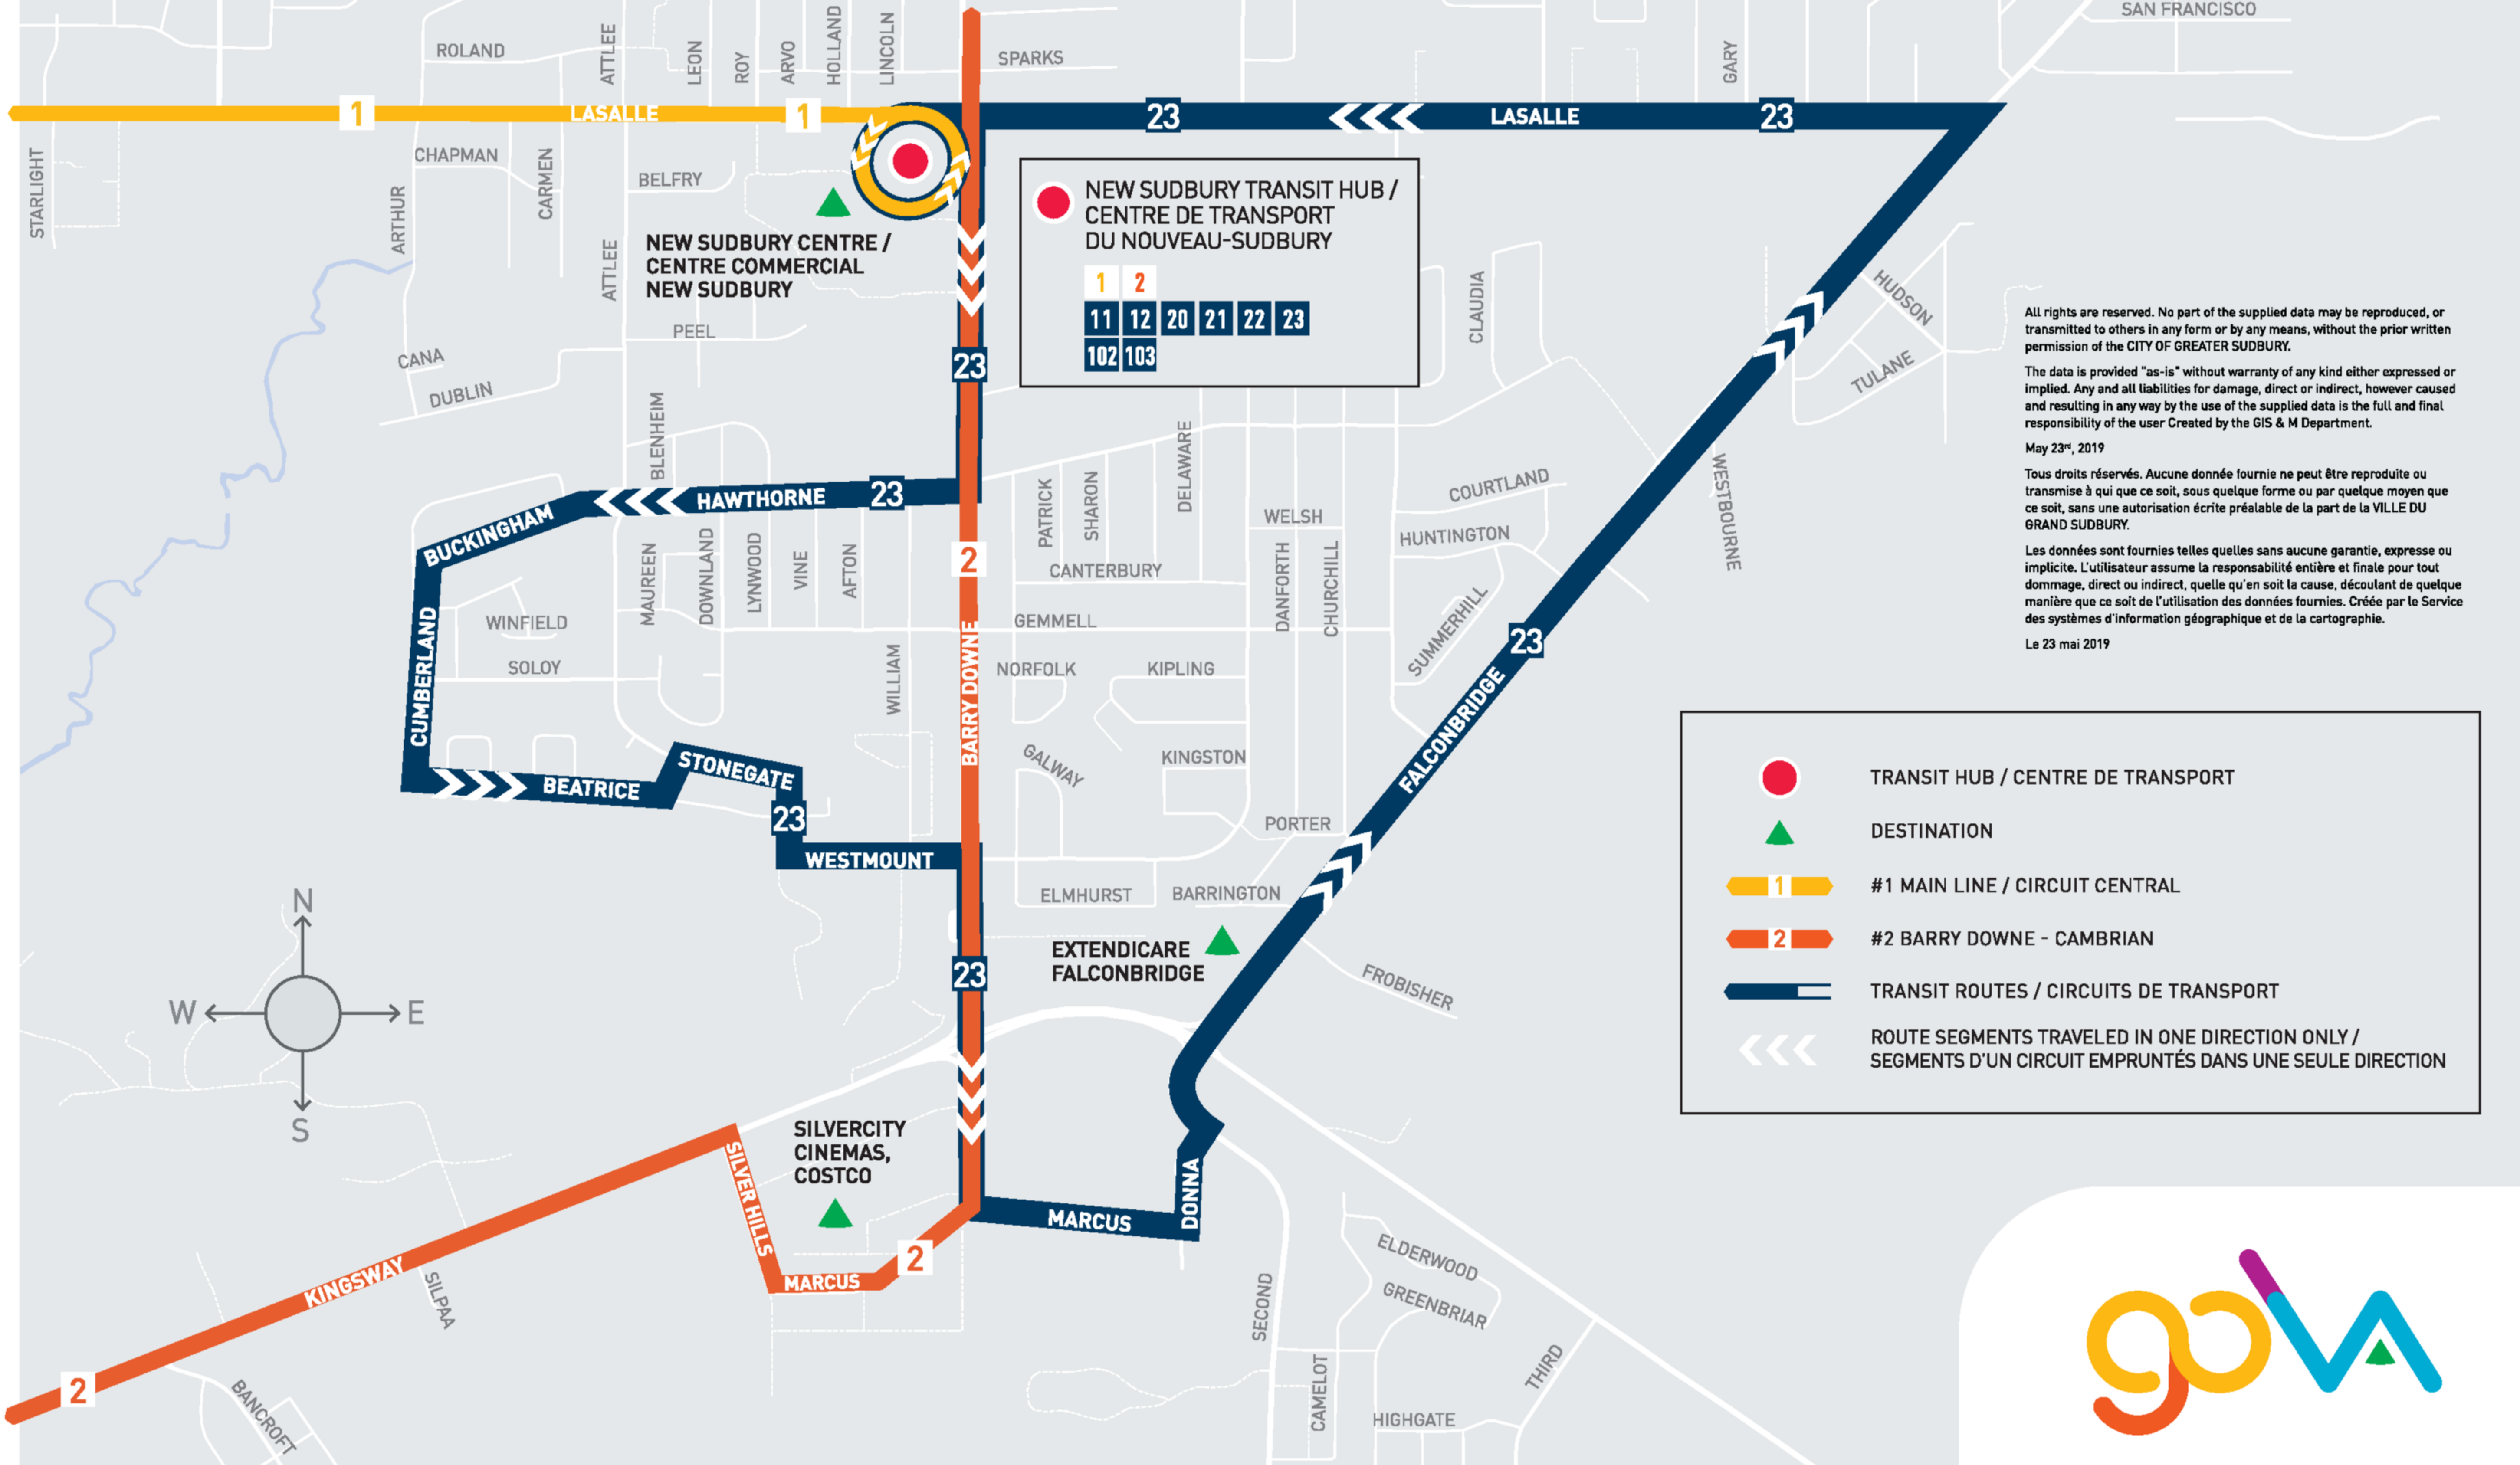 SAN FRANCISCO
ROLAND
ATTLEE
LEON
ROY
ARVO
HOLLAND
LINCOLN
SPARKS
GARY
1
LASALLE
1
23
LASALLE
23
STARLIGHT
CHAPMAN
ARTHUR
CARMEN
BELFRY
ATTLEE
NEW SUDBURY CENTRE /
CENTRE COMMERCIAL
NEW SUDBURY
NEW SUDBURY TRANSIT HUB /
CENTRE DE TRANSPORT
DU NOUVEAU-SUDBURY
1 2
11 12 20 21 22 23
102 103
CLAUDIA
HUDSON
TULANE
PEEL
CANA
DUBLIN
23
BLENHEIM
HAWTHORNE
23
BUCKINGHAM
PATRICK
SHARON
DELAWARE
WELSH
COURTLAND
HUNTINGTON
WESTBOURNE
MAUREEN
DOWNLAND
LYNWOOD
VINE
AFTON
2
CANTERBURY
DANFORTH
CHURCHILL
SUMMERHILL
CUMBERLAND
WINFIELD
SOLOY
WILLIAM
BARRY DOWNE
GEMMELL
NORFOLK
KIPLING
23
FALCONBRIDGE
GALWAY
KINGSTON
PORTER
STONEGATE
BEATRICE
23
WESTMOUNT
ELMHURST
BARRINGTON
EXTENDICARE
FALCONBRIDGE
23
FROBISHER
N
W
E
S
SILVERCITY
CINEMAS,
COSTCO
SILVER HILLS
MARCUS
2
MARCUS
DONNA
KINGSWAY
SILPAA
2
BANCROFT
SECOND
ELDERWOOD
GREENBRIAR
CAMELOT
THIRD
HIGHGATE
All rights are reserved. No part of the supplied data may be reproduced, or
transmitted to others in any form or by any means, without the prior written
permission of the CITY OF GREATER SUDBURY.
The data is provided "as-is" without warranty of any kind either expressed or
implied. Any and all liabilities for damage, direct or indirect, however caused
and resulting in any way by the use of the supplied data is the full and final
responsibility of the user Created by the GIS & M Department.
May 23rd, 2019
Tous droits réservés. Aucune donnée fournie ne peut être reproduite ou
transmise à qui que ce soit, sous quelque forme ou par quelque moyen que
ce soit, sans une autorisation écrite préalable de la part de la VILLE DU
GRAND SUDBURY.
Les données sont fournies telles quelles sans aucune garantie, expresse ou
implicite. L'utilisateur assume la responsabilité entière et finale pour tout
dommage, direct ou indirect, quelle qu'en soit la cause, découlant de quelque
manière que ce soit de l'utilisation des données fournies. Créée par le Service
des systèmes d'information géographique et de la cartographie.
Le 23 mai 2019
TRANSIT HUB / CENTRE DE TRANSPORT
DESTINATION
1 #1 MAIN LINE / CIRCUIT CENTRAL
2 #2 BARRY DOWNE - CAMBRIAN
TRANSIT ROUTES / CIRCUITS DE TRANSPORT
ROUTE SEGMENTS TRAVELED IN ONE DIRECTION ONLY /
SEGMENTS D'UN CIRCUIT EMPRUNTÉS DANS UNE SEULE DIRECTION
gova